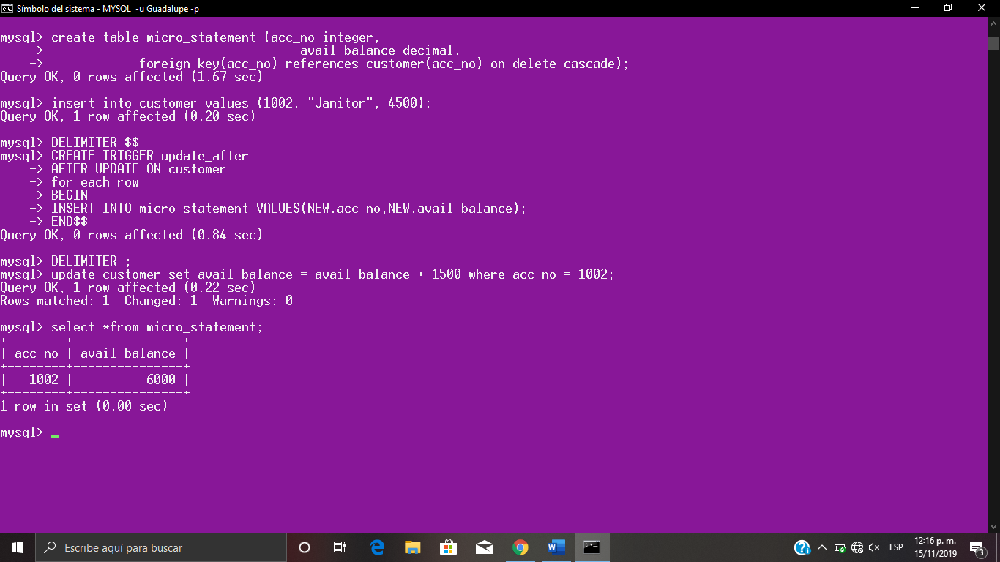 Símbolo del sistema - MYSQL -u Guadalupe -p
mysql> create table micro_statement (acc_no integer,
-> avail_balance decimal,
-> foreign key(acc_no) references customer(acc_no) on delete cascade);
Query OK, 0 rows affected (1.67 sec)
mysql> insert into customer values (1002, "Janitor", 4500);
Query OK, 1 row affected (0.20 sec)
mysql> DELIMITER $$
mysql> CREATE TRIGGER update_after
-> AFTER UPDATE ON customer
-> for each row
-> BEGIN
-> INSERT INTO micro_statement VALUES(NEW.acc_no,NEW.avail_balance);
-> END$$
Query OK, 0 rows affected (0.84 sec)
mysql> DELIMITER ;
mysql> update customer set avail_balance = avail_balance + 1500 where acc_no = 1002;
Query OK, 1 row affected (0.22 sec)
Rows matched: 1  Changed: 1  Warnings: 0
mysql> select *from micro_statement;
+--------+---------------+
| acc_no | avail_balance |
+--------+---------------+
|   1002 |          6000 |
+--------+---------------+
1 row in set (0.00 sec)
mysql>
Escribe aquí para buscar
ESP
12:16 p. m.
15/11/2019
3